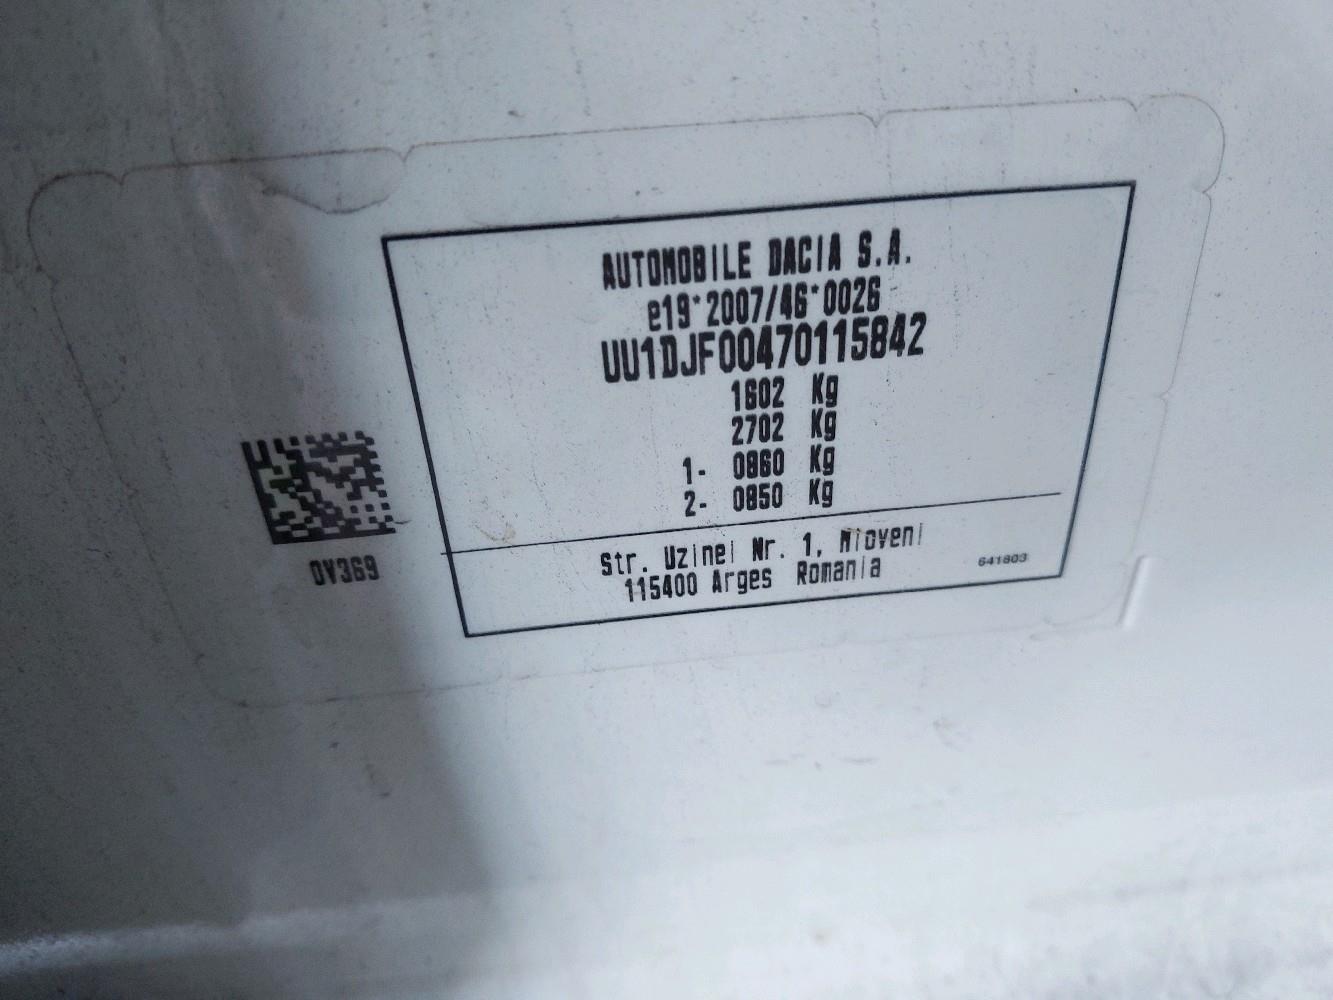 AUTOMOBILE DACIA S.A.
e19*2007/46*0026
UU1DJF00470115842
1602 Kg
2702 Kg
1- 0860 Kg
2- 0850 Kg
Str. Uzinei Nr. 1, Mioveni
115400 Arges Romania
641803
0V369